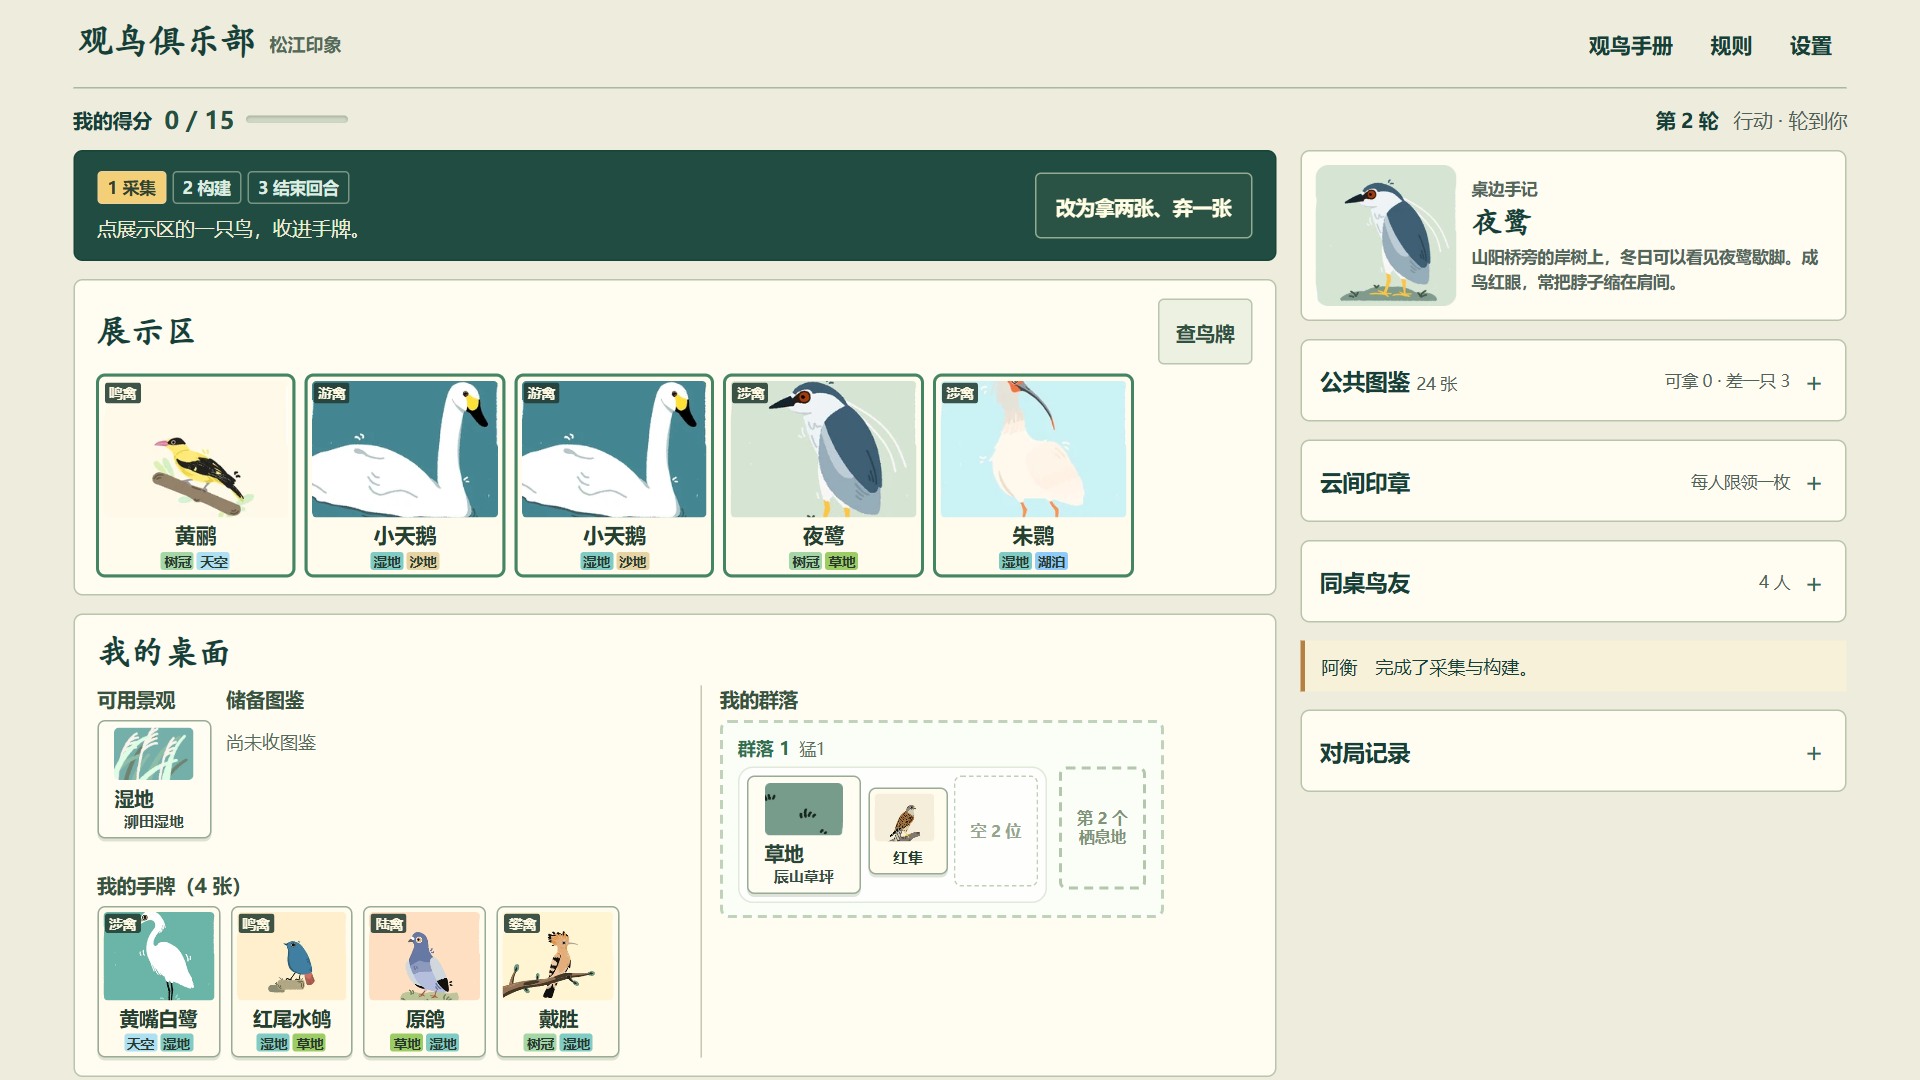 观鸟俱乐部 松江印象
观鸟手册 规则 设置
我的得分 0 / 15
第 2 轮 行动 · 轮到你
1 采集 2 构建 3 结束回合
点展示区的一只鸟，收进手牌。
改为拿两张、弃一张
展示区
查鸟牌
鸣禽
黄鹂
树冠 天空
游禽
小天鹅
湿地 沙地
游禽
小天鹅
湿地 沙地
涉禽
夜鹭
树冠 草地
涉禽
朱鹮
湿地 湖泊
我的桌面
可用景观
湿地
泖田湿地
储备图鉴
尚未收图鉴
我的手牌（4 张）
涉禽
黄嘴白鹭
天空 湿地
鸣禽
红尾水鸲
湿地 草地
陆禽
原鸽
草地 湿地
攀禽
戴胜
树冠 湿地
我的群落
群落 1 猛1
草地
辰山草坪
红隼
空 2 位
第 2 个
栖息地
桌边手记
夜鹭
山阳桥旁的岸树上，冬日可以看见夜鹭歇脚。成
鸟红眼，常把脖子缩在肩间。
公共图鉴 24 张 可拿 0 · 差一只 3 +
云间印章 每人限领一枚 +
同桌鸟友 4 人 +
阿衡 完成了采集与构建。
对局记录 +